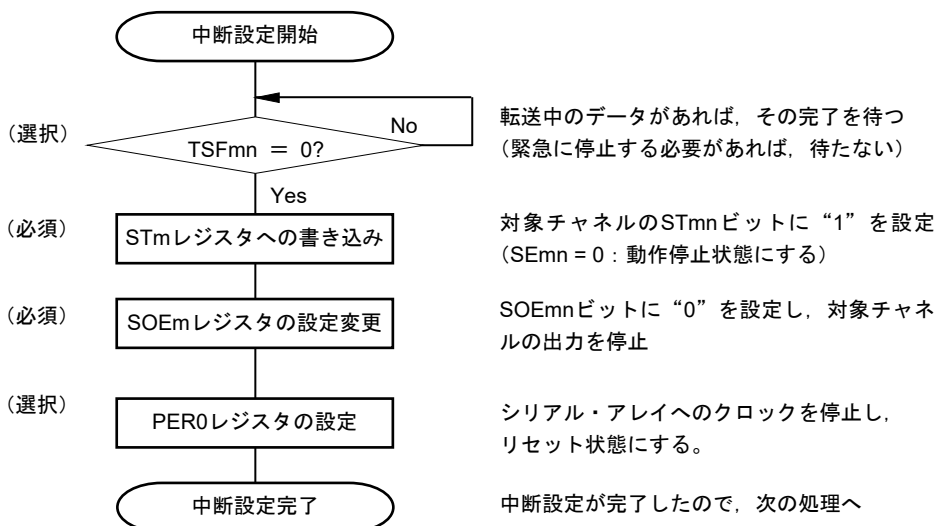 中断設定開始
(選択)
TSFmn = 0?
No
転送中のデータがあれば，その完了を待つ
(緊急に停止する必要があれば，待たない)
Yes
(必須)
STmレジスタへの書き込み
対象チャネルのSTmnビットに“1”を設定
(SEmn = 0：動作停止状態にする)
(必須)
SOEmレジスタの設定変更
SOEmnビットに“0”を設定し，対象チャネ
ルの出力を停止
(選択)
PER0レジスタの設定
シリアル・アレイへのクロックを停止し，
リセット状態にする。
中断設定完了
中断設定が完了したので，次の処理へ